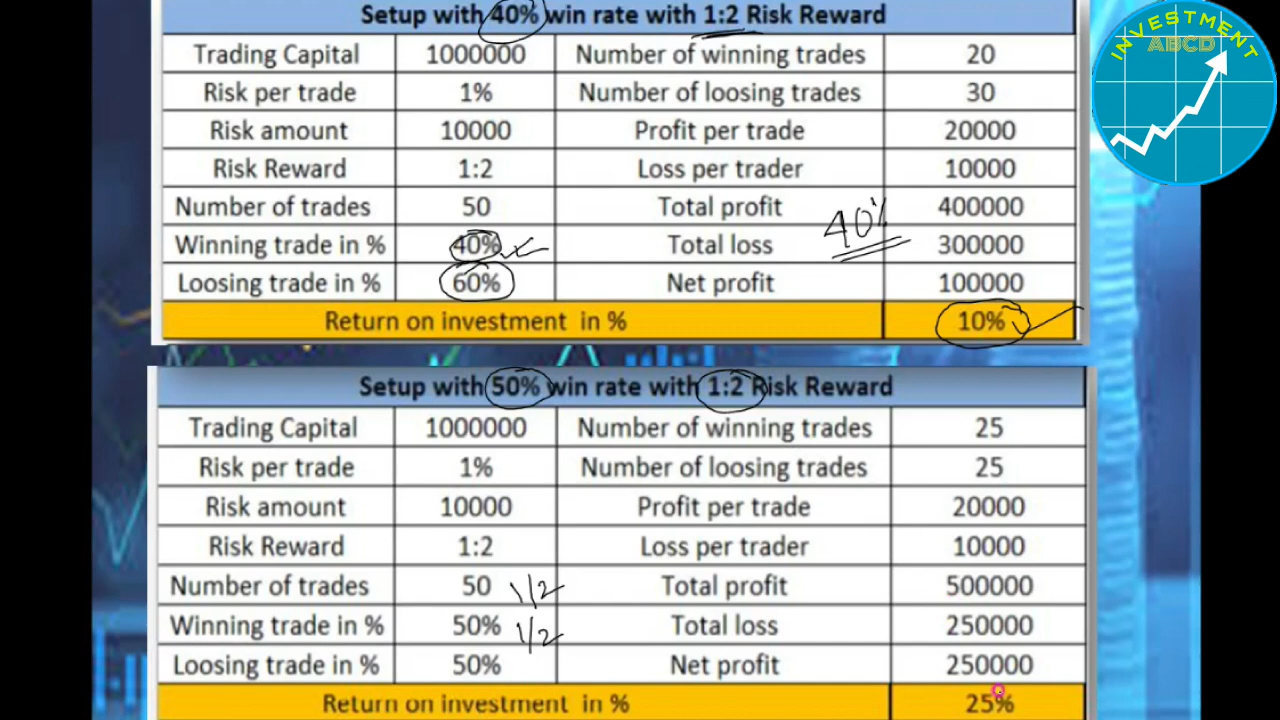 Setup with 40% win rate with 1:2 Risk Reward
Trading Capital 1000000 Number of winning trades 20
Risk per trade 1% Number of loosing trades 30
Risk amount 10000 Profit per trade 20000
Risk Reward 1:2 Loss per trader 10000
Number of trades 50 Total profit 400000
Winning trade in % 40% Total loss 40% 300000
Loosing trade in % 60% Net profit 100000
Return on investment in % 10%
INVESTMENT
ABCD
Setup with 50% win rate with 1:2 Risk Reward
Trading Capital 1000000 Number of winning trades 25
Risk per trade 1% Number of loosing trades 25
Risk amount 10000 Profit per trade 20000
Risk Reward 1:2 Loss per trader 10000
Number of trades 50 1/2 Total profit 500000
Winning trade in % 50% 1/2 Total loss 250000
Loosing trade in % 50% Net profit 250000
Return on investment in % 25%